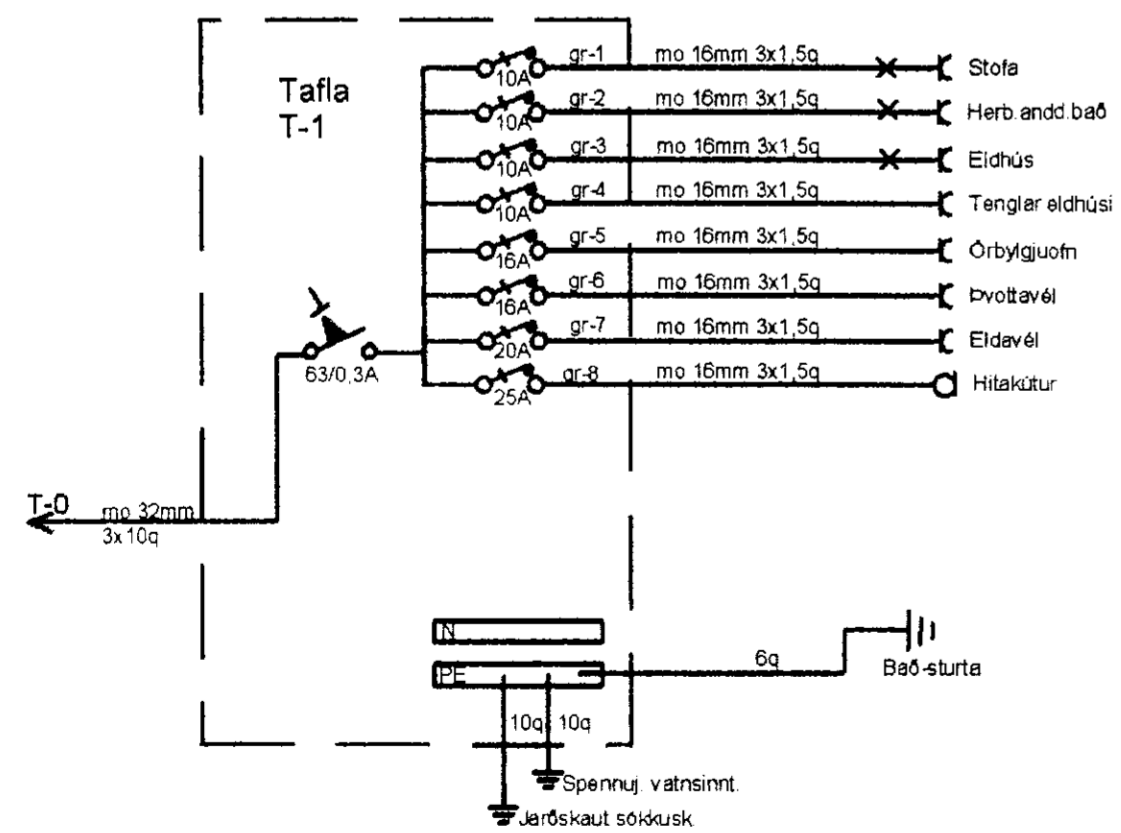 Tafla
T-1
10A gr-1 mo 16mm 3x1,5q Stofa
10A gr-2 mo 16mm 3x1,5q Herb.andd.bað
10A gr-3 mo 16mm 3x1,5q Eldhús
10A gr-4 mo 16mm 3x1,5q Tenglar eldhúsi
16A gr-5 mo 16mm 3x1,5q Örbylgjuofn
16A gr-6 mo 16mm 3x1,5q Þvottavél
20A gr-7 mo 16mm 3x1,5q Eldavél
25A gr-8 mo 16mm 3x1,5q Hitakútur
63/0,3A
T-0
mo 32mm
3x10q
N
PE
6q
Bað-sturta
10q 10q
Spennuj. vatnsinnt.
Jarðskaut sökkusk.